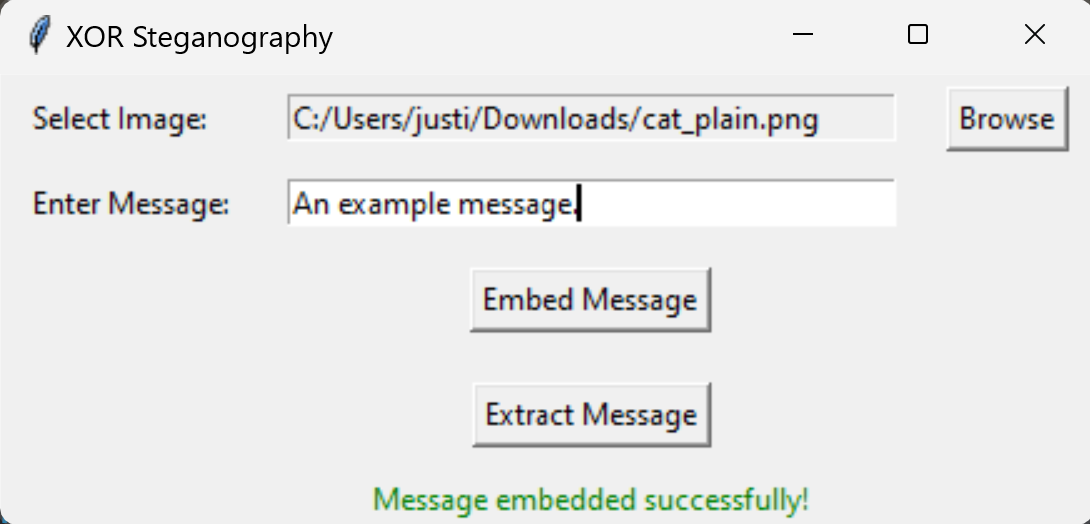 XOR Steganography
Select Image: C:/Users/justi/Downloads/cat_plain.png Browse
Enter Message: An example message.
Embed Message
Extract Message
Message embedded successfully!